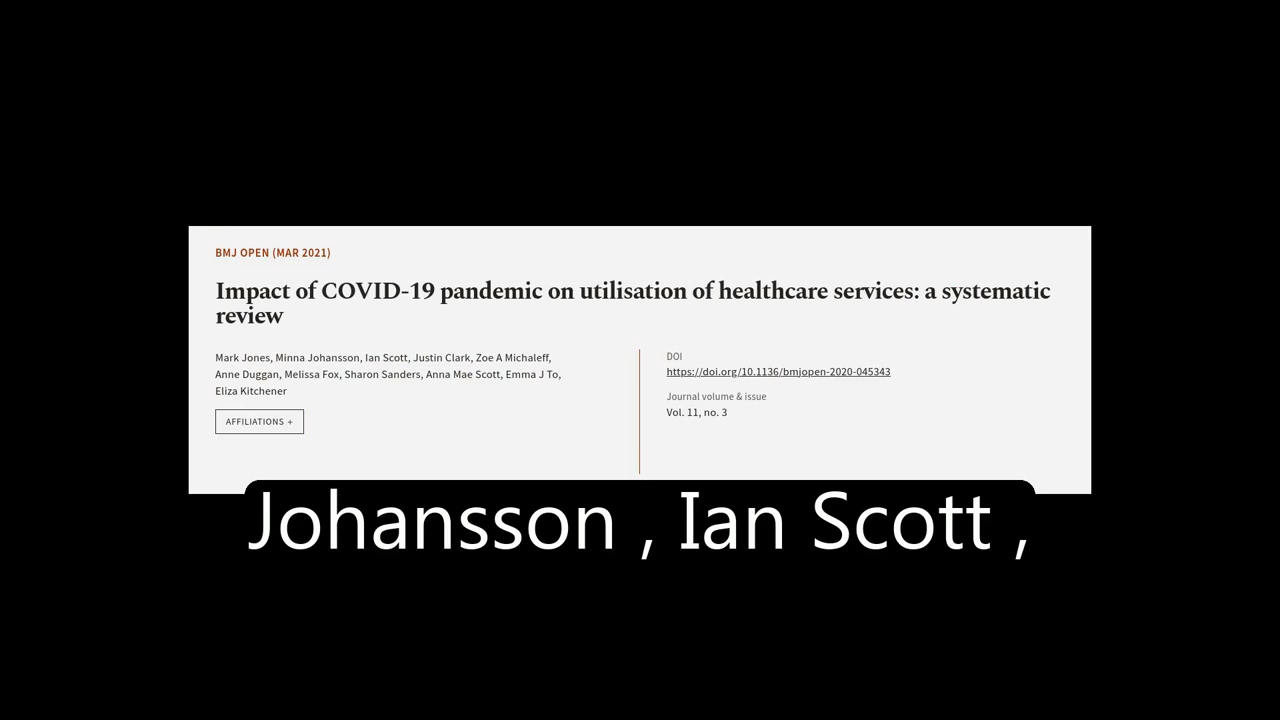 BMJ OPEN (MAR 2021)
Impact of COVID-19 pandemic on utilisation of healthcare services: a systematic
review
Mark Jones, Minna Johansson, Ian Scott, Justin Clark, Zoe A Michaleff,
Anne Duggan, Melissa Fox, Sharon Sanders, Anna Mae Scott, Emma J To,
Eliza Kitchener
AFFILIATIONS +
DOI
https://doi.org/10.1136/bmjopen-2020-045343
Journal volume & issue
Vol. 11, no. 3
Johansson , Ian Scott ,